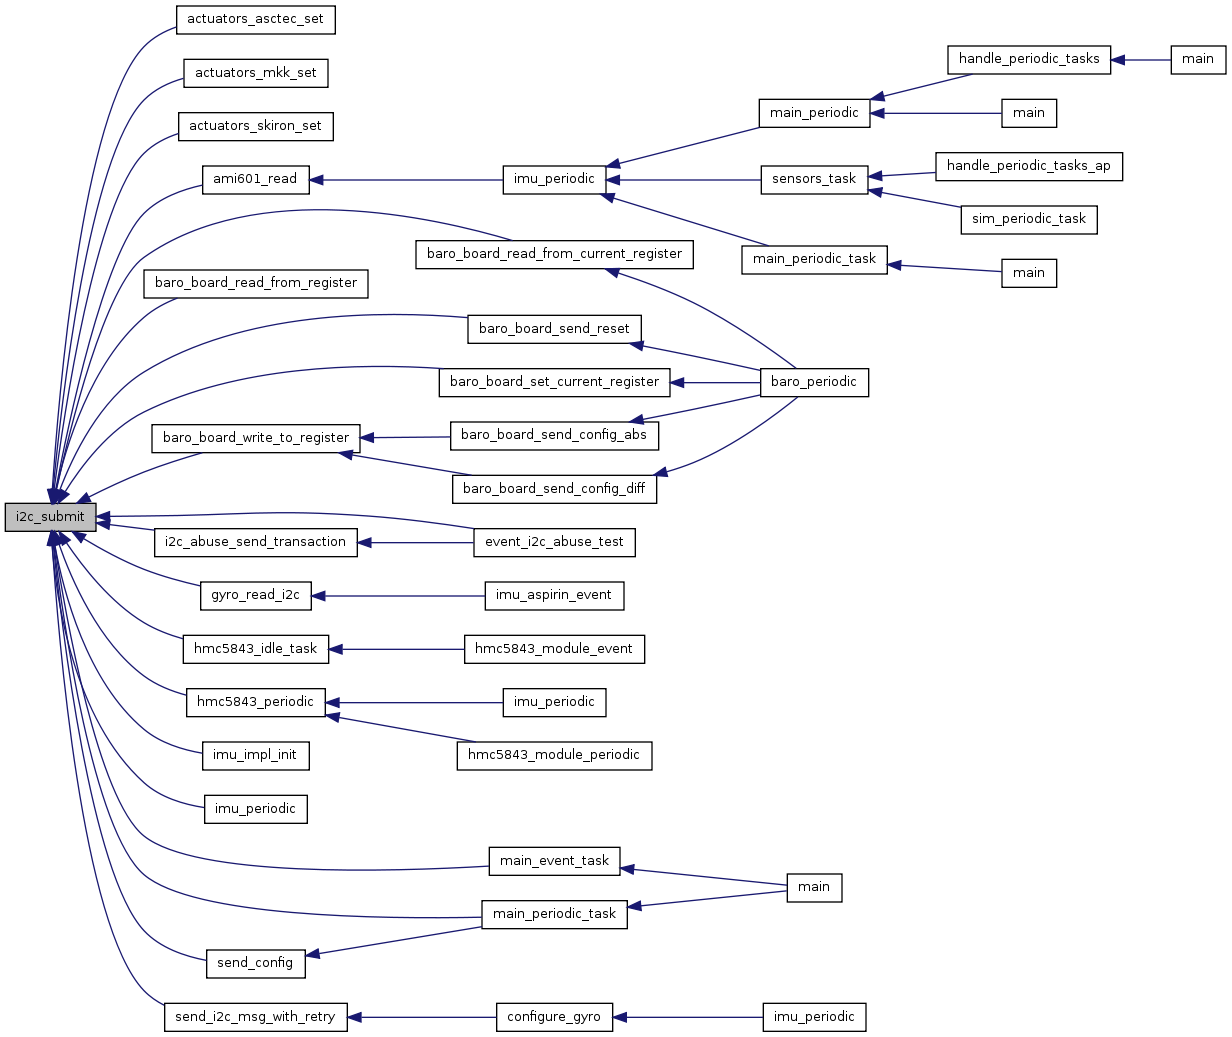 actuators_asctec_set
handle_periodic_tasks
main
actuators_mkk_set
main_periodic
main
actuators_skiron_set
handle_periodic_tasks_ap
ami601_read
imu_periodic
sensors_task
sim_periodic_task
baro_board_read_from_current_register
main_periodic_task
main
baro_board_read_from_register
baro_board_send_reset
baro_board_set_current_register
baro_periodic
baro_board_write_to_register
baro_board_send_config_abs
baro_board_send_config_diff
i2c_submit
i2c_abuse_send_transaction
event_i2c_abuse_test
gyro_read_i2c
imu_aspirin_event
hmc5843_idle_task
hmc5843_module_event
hmc5843_periodic
imu_periodic
imu_impl_init
hmc5843_module_periodic
imu_periodic
main_event_task
main
main_periodic_task
send_config
send_i2c_msg_with_retry
configure_gyro
imu_periodic